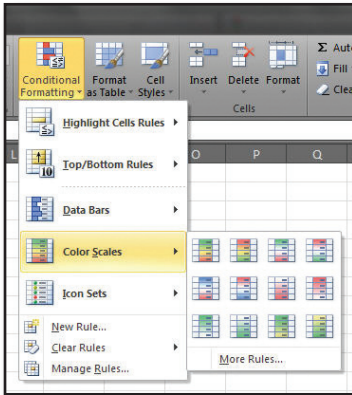 Conditional Formatting
Format as Table
Cell Styles
Insert
Delete
Format
Σ Auto
Fill
Clea
Cells
Highlight Cells Rules
Top/Bottom Rules
10
Data Bars
Color Scales
Icon Sets
New Rule...
Clear Rules
Manage Rules...
L
O
P
Q
More Rules...